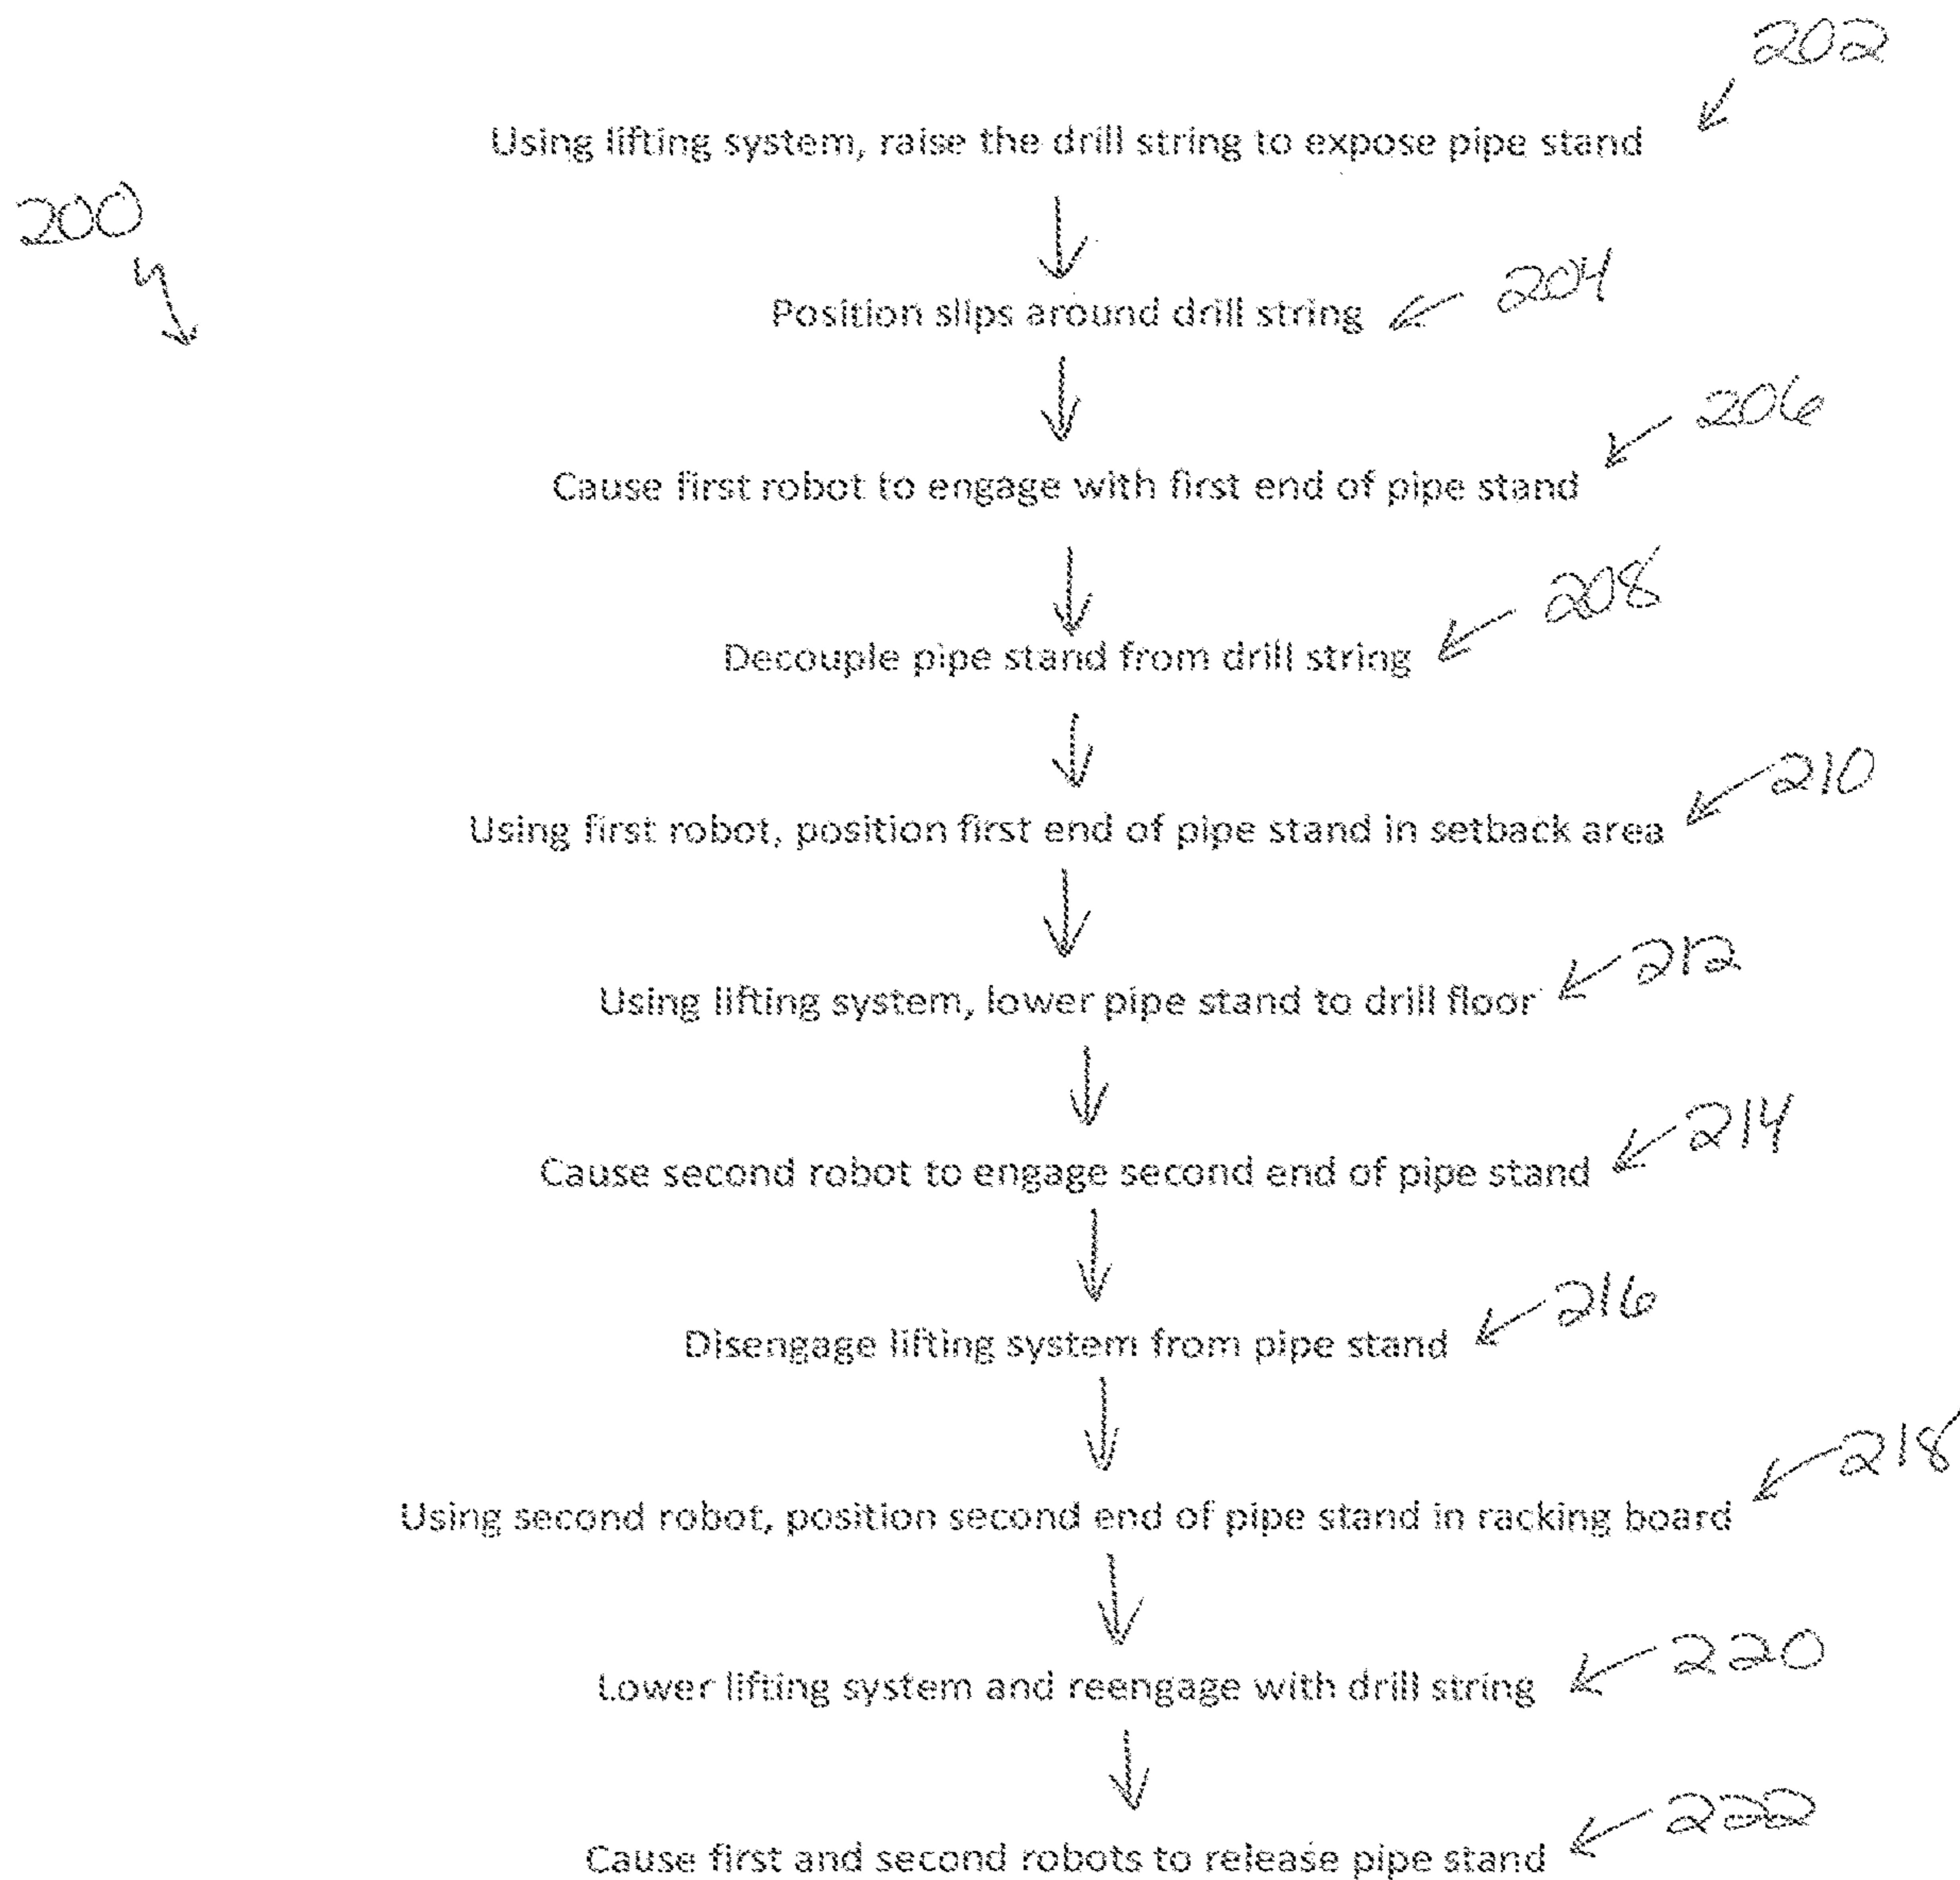 202
Using lifting system, raise the drill string to expose pipe stand
200
Position slips around drill string 204
206
Cause first robot to engage with first end of pipe stand
208
Decouple pipe stand from drill string
210
Using first robot, position first end of pipe stand in setback area
212
Using lifting system, lower pipe stand to drill floor
214
Cause second robot to engage second end of pipe stand
216
Disengage lifting system from pipe stand
218
Using second robot, position second end of pipe stand in racking board
220
Lower lifting system and reengage with drill string
222
Cause first and second robots to release pipe stand